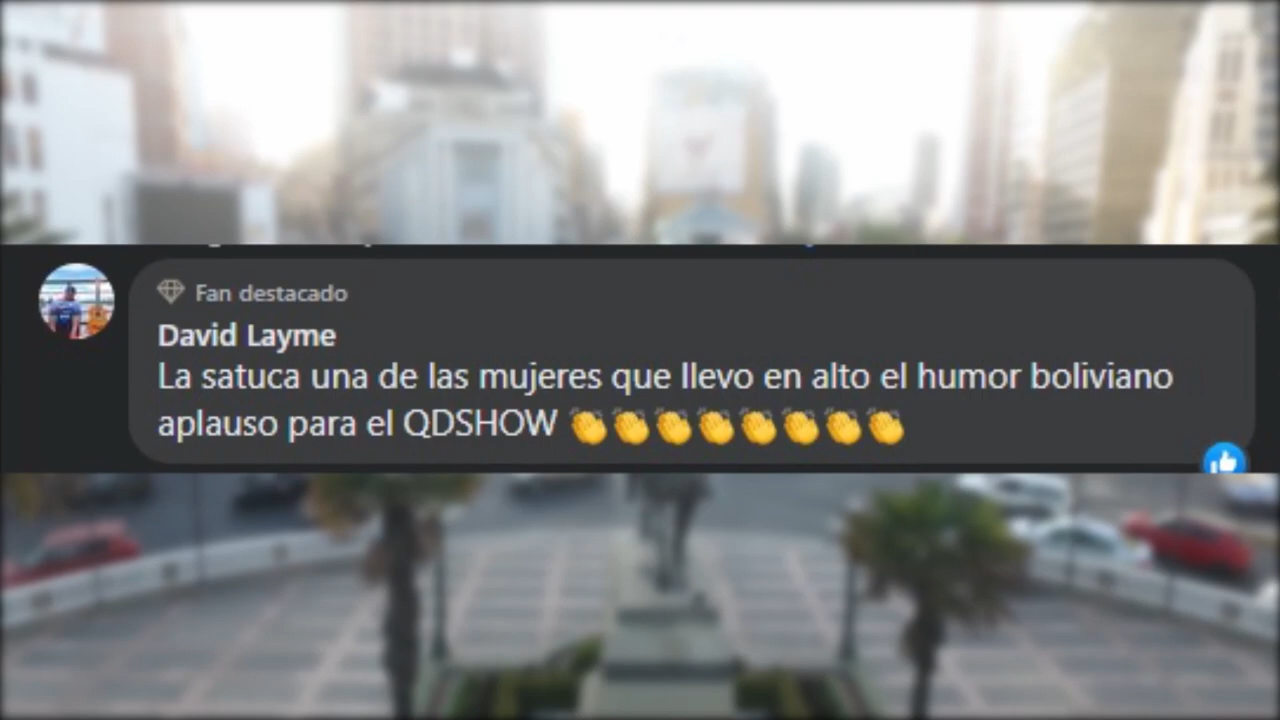 Fan destacado
David Layme
La satuca una de las mujeres que llevo en alto el humor boliviano
aplauso para el QDSHOW 👏👏👏👏👏👏👏👏